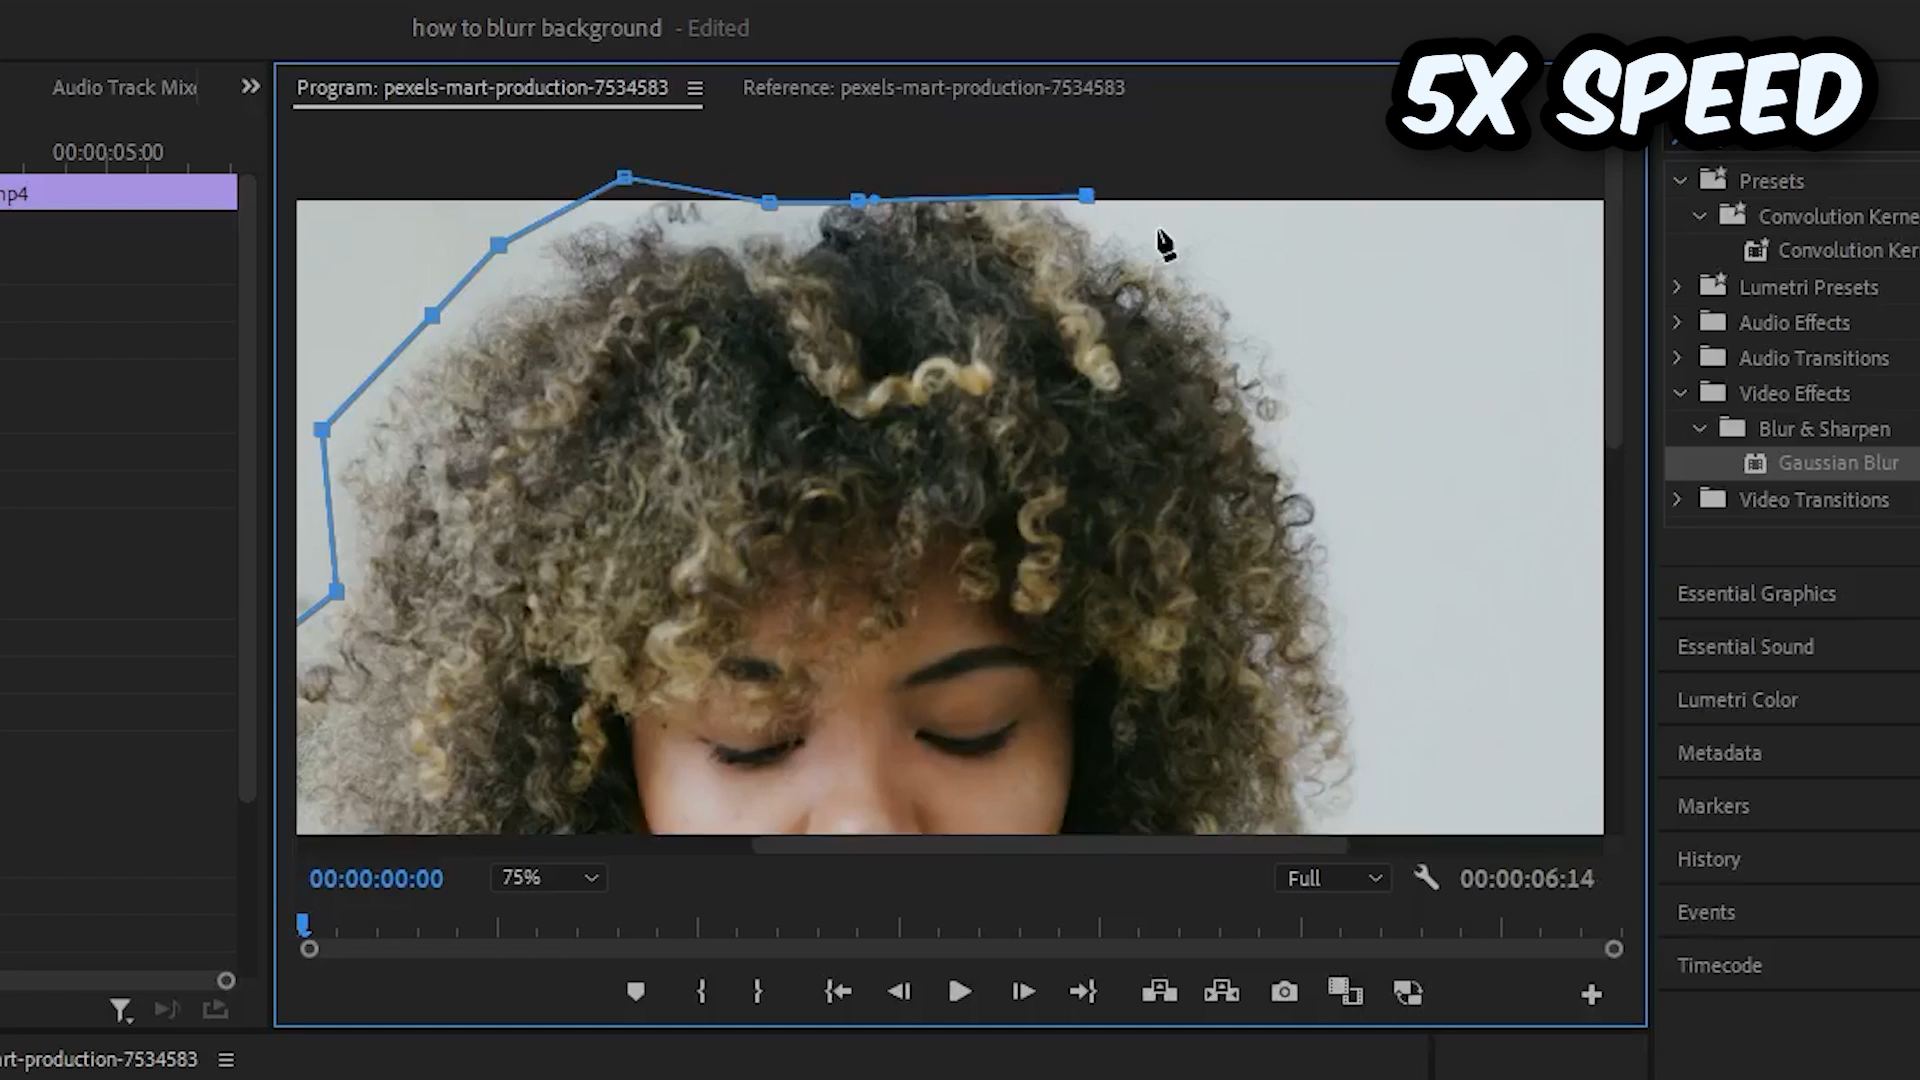 how to blurr background - Edited
5X SPEED
Audio Track Mixe
Program: pexels-mart-production-7534583
Reference: pexels-mart-production-7534583
00:00:05:00
mp4
Presets
Convolution Kerne
Convolution Ker
Lumetri Presets
Audio Effects
Audio Transitions
Video Effects
Blur & Sharpen
Gaussian Blur
Video Transitions
Essential Graphics
Essential Sound
Lumetri Color
Metadata
Markers
History
Events
Timecode
00:00:00:00
75%
Full
00:00:06:14
rt-production-7534583